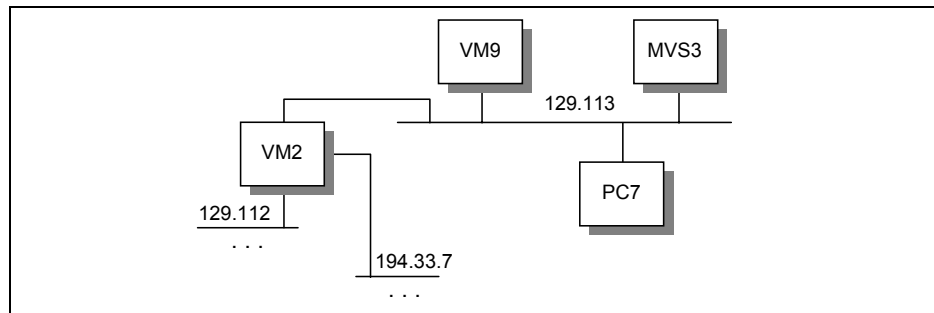 VM9
MVS3
129.113
VM2
PC7
129.112
. . .
194.33.7
. . .